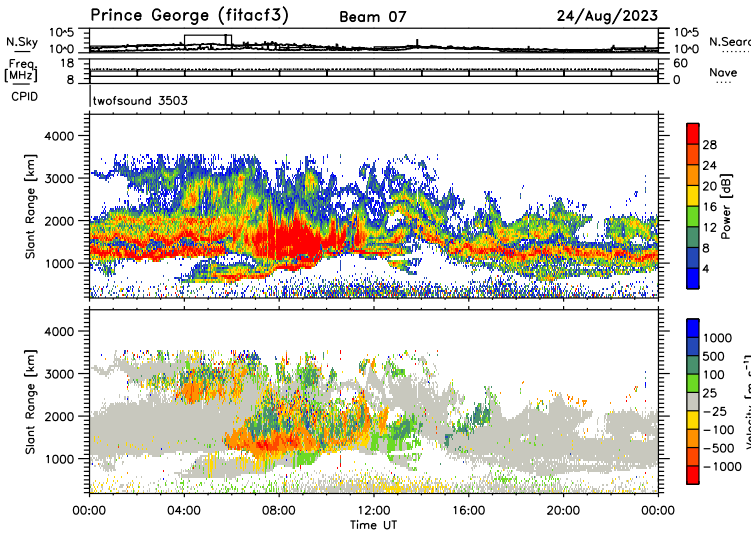 Prince George (fitacf3) Beam 07 24/Aug/2023
N.Sky 10^5 10^0 10^5 10^0 N.Searc
Freq. [MHz] 18 8 60 0 Nave
CPID twofsound 3503
4000
3000
2000
1000
Slant Range [km]
28
24
20
16
12
8
4
Power [dB]
4000
3000
2000
1000
Slant Range [km]
1000
500
100
25
-25
-100
-500
-1000
Velocity [m s^-1]
00:00 04:00 08:00 12:00 16:00 20:00 00:00
Time UT